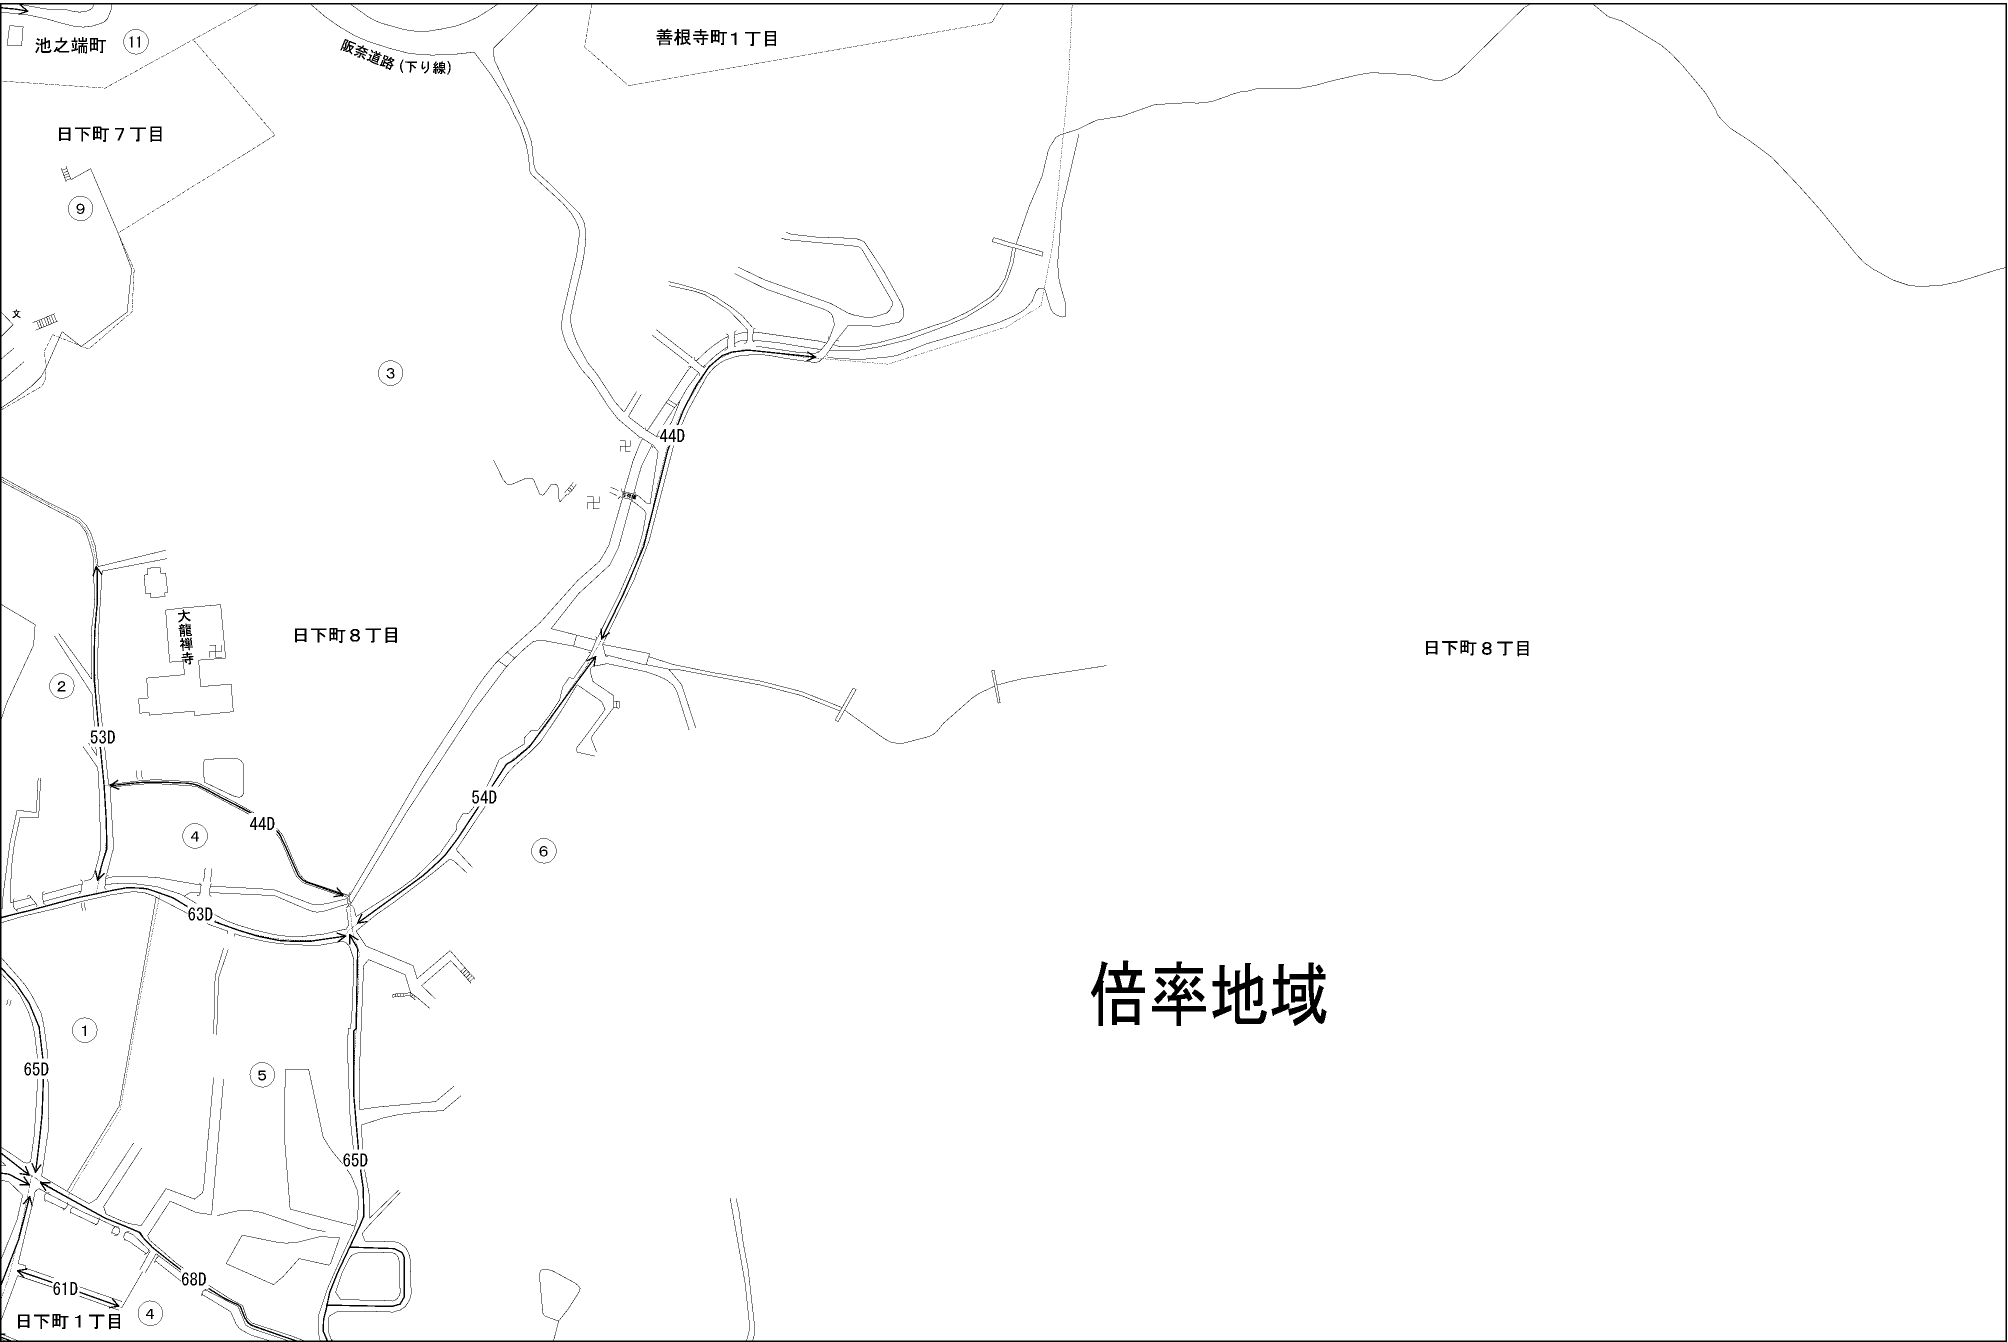 池之端町 11
阪奈道路(下り線)
善根寺町1丁目
日下町7丁目
9
文
3
44D
大龍禅寺
日下町8丁目
日下町8丁目
2
53D
54D
44D
4
6
63D
倍率地域
1
65D
5
65D
68D
61D
日下町1丁目 4